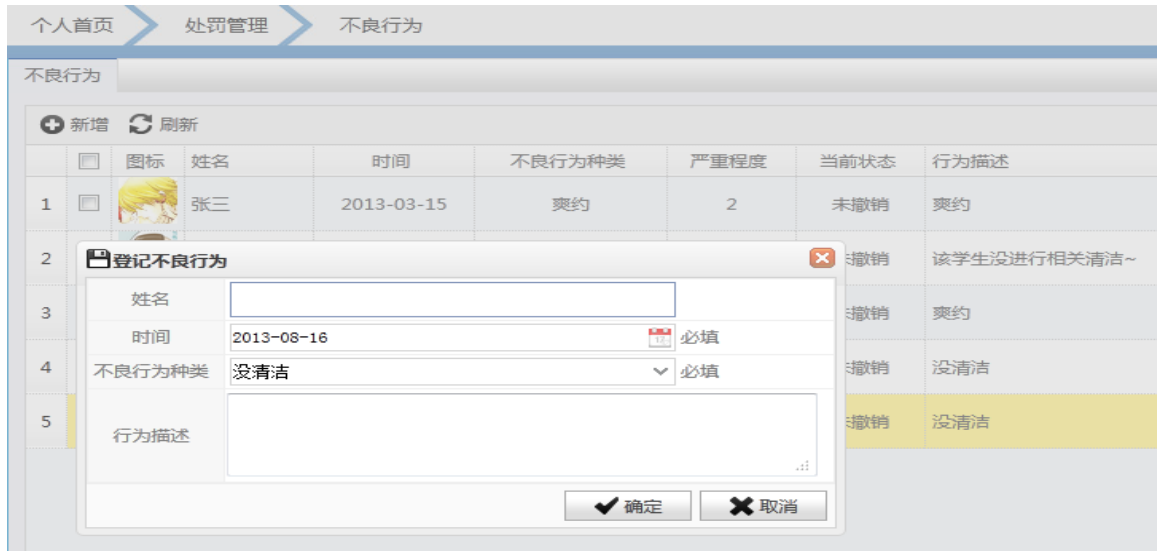 个人首页 处罚管理 不良行为
不良行为
新增 刷新
图标 姓名 时间 不良行为种类 严重程度 当前状态 行为描述
1 张三 2013-03-15 爽约 2 未撤销 爽约
2 撤销 该学生没进行相关清洁~
登记不良行为
姓名
3 撤销 爽约
时间 2013-08-16 必填
4 撤销 没清洁
不良行为种类 没清洁 必填
5 撤销 没清洁
行为描述
确定 取消